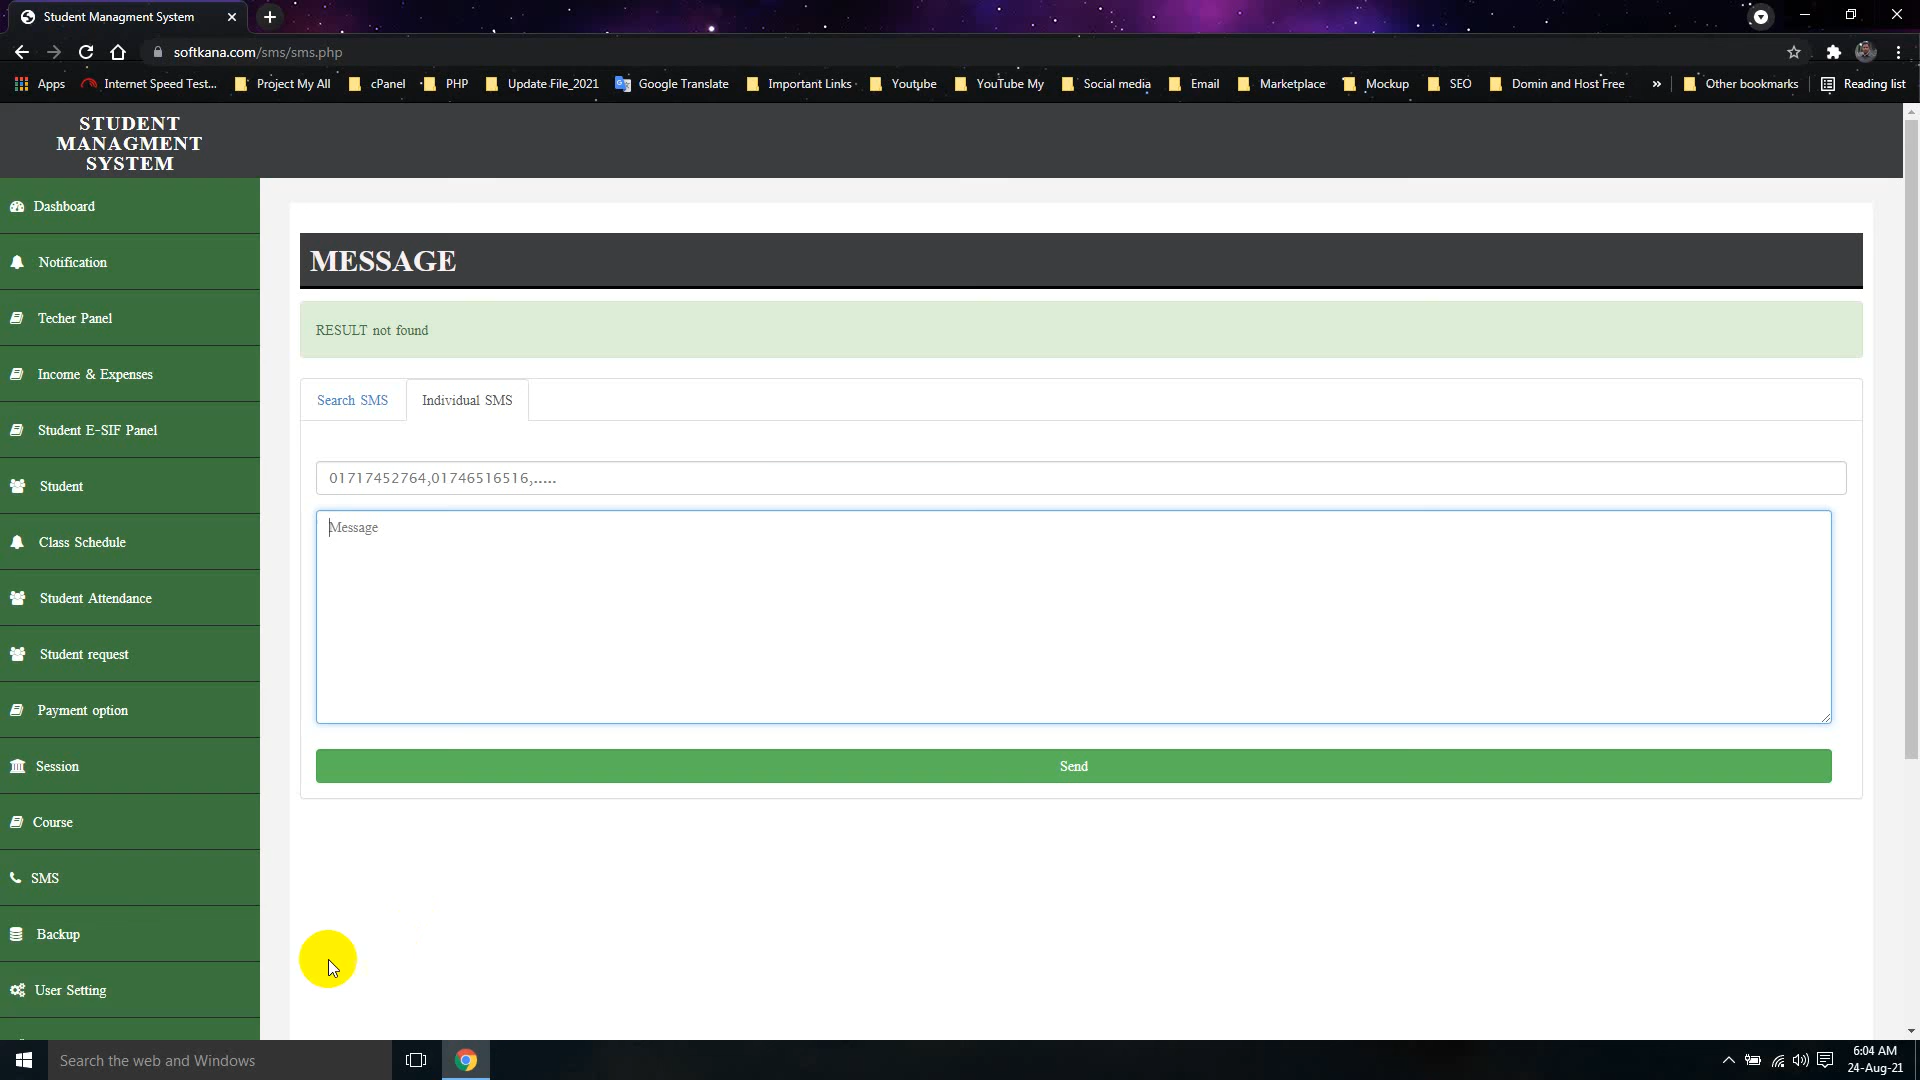 Student Managment System
softkana.com/sms/sms.php
Apps
Internet Speed Test...
Project My All
cPanel
PHP
Update File_2021
Google Translate
Important Links
Youtube
YouTube My
Social media
Email
Marketplace
Mockup
SEO
Domin and Host Free
»
Other bookmarks
Reading list
STUDENT
MANAGMENT
SYSTEM
Dashboard
Notification
Techer Panel
Income & Expenses
Student E-SIF Panel
Student
Class Schedule
Student Attendance
Student request
Payment option
Session
Course
SMS
Backup
User Setting
MESSAGE
RESULT not found
Search SMS
Individual SMS
01717452764,01746516516,.....
Message
Send
Search the web and Windows
6:04 AM
24-Aug-21